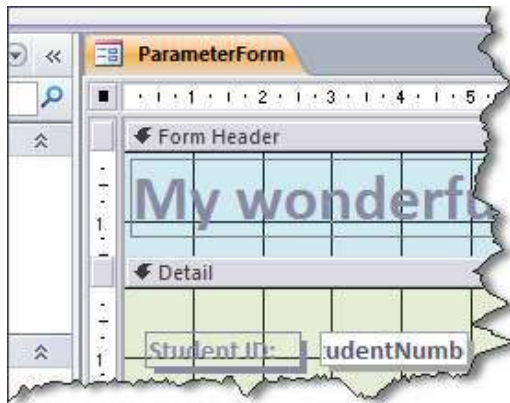 ParameterForm
1 2 3 4 5
Form Header
My wonderfu
1
Detail
Student ID: udentNumb
1